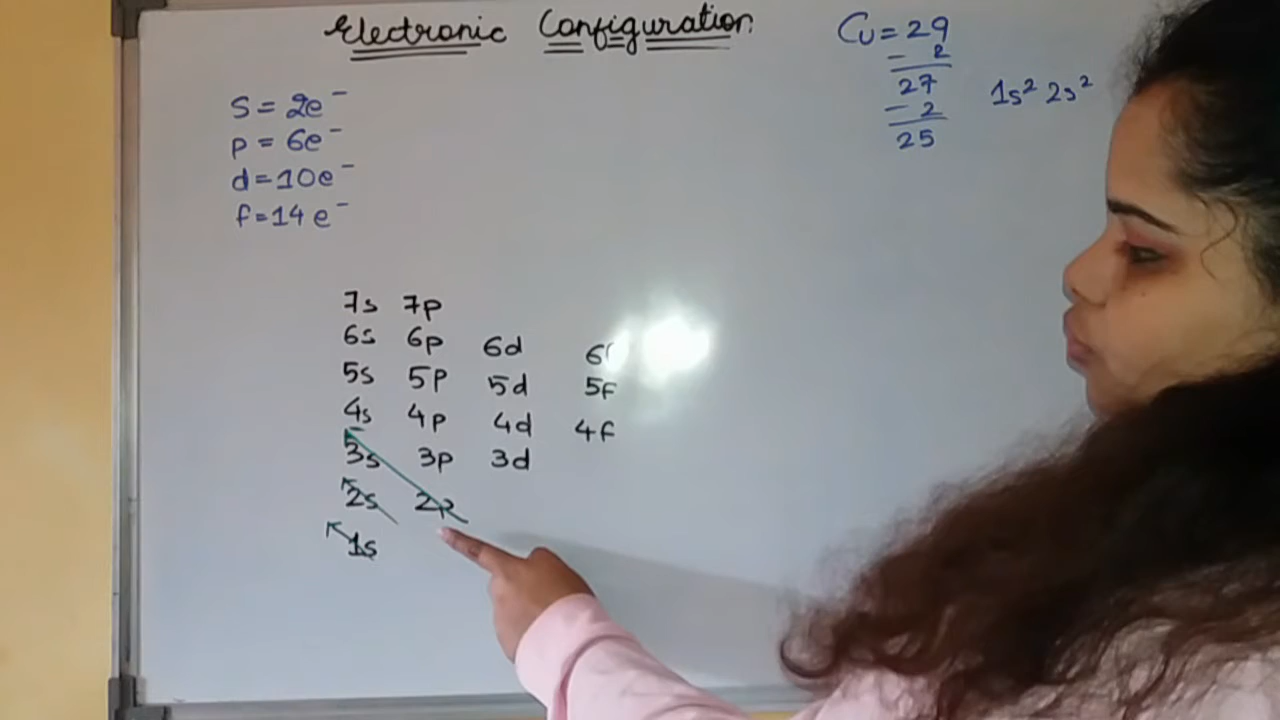 Electronic Configuration
Cu = 29
- 2
27
- 2
25
1s² 2s²
s = 2e⁻
p = 6e⁻
d = 10e⁻
f = 14e⁻
7s 7p
6s 6p 6d
5s 5p 5d 5f
4s 4p 4d 4f
3s 3p 3d
2s 2p
1s